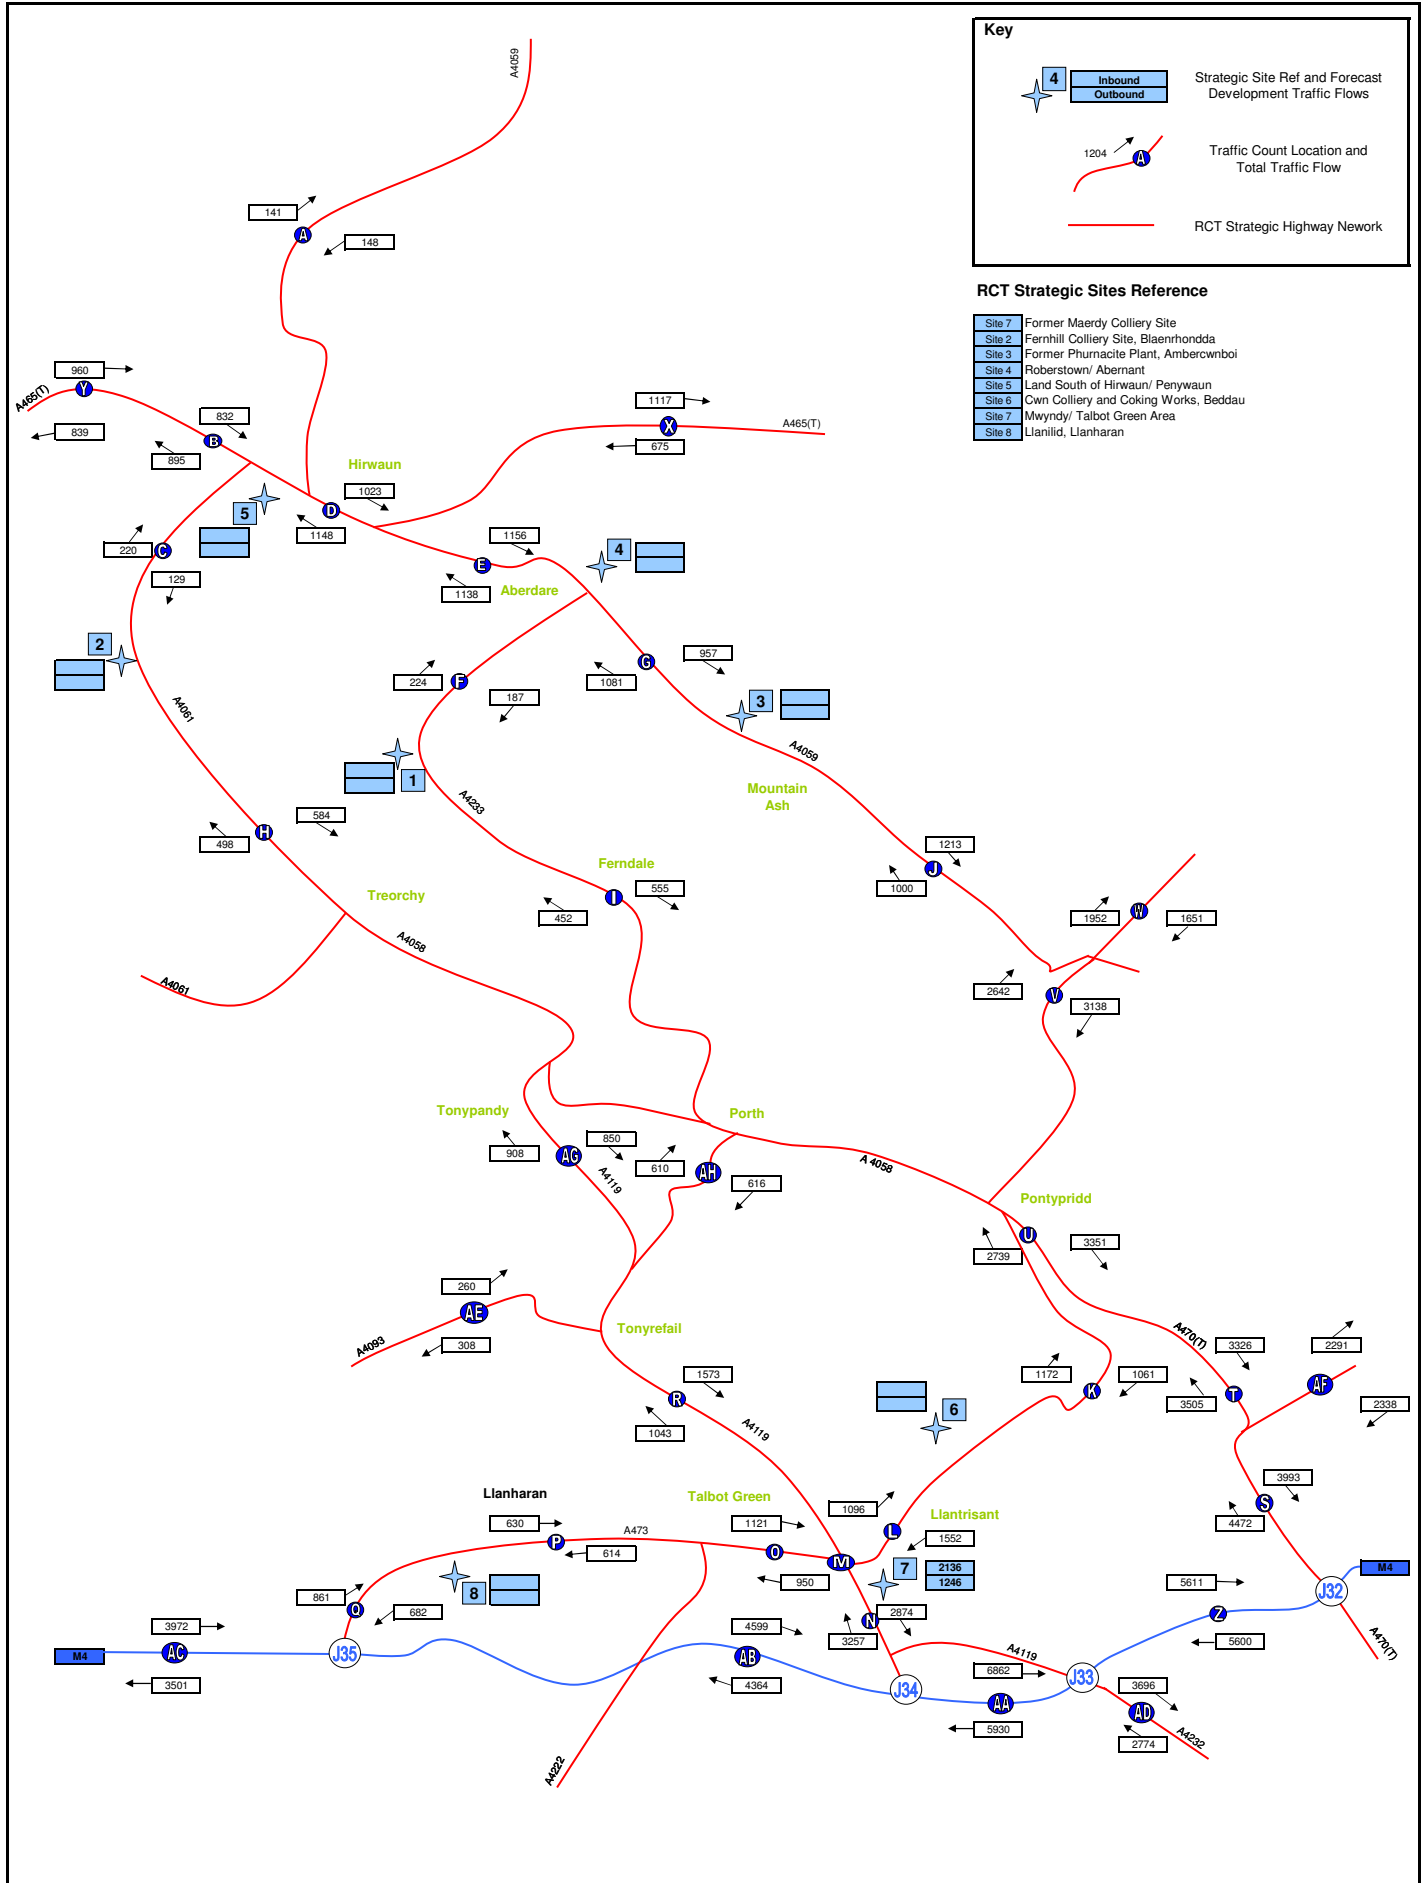 Key
4
Inbound
Outbound
Strategic Site Ref and Forecast
Development Traffic Flows
1204
A
Traffic Count Location and
Total Traffic Flow
RCT Strategic Highway Nework
RCT Strategic Sites Reference
Site 7 Former Maerdy Colliery Site
Site 2 Fernhill Colliery Site, Blaenrhondda
Site 3 Former Phurnacite Plant, Ambercwnboi
Site 4 Roberstown/ Abernant
Site 5 Land South of Hirwaun/ Penywaun
Site 6 Cwn Colliery and Coking Works, Beddau
Site 7 Mwyndy/ Talbot Green Area
Site 8 Llanilid, Llanharan
A4059
141
A
148
960
Y
A465(T)
839
832
B
895
1117
X
A465(T)
675
Hirwaun
1023
D
1148
5
220
C
129
1156
E
1138
Aberdare
4
2
A4061
224
F
187
957
G
1081
3
A4059
Mountain
Ash
1
A4233
584
H
498
Ferndale
555
I
452
Treorchy
A4058
A4061
1213
J
1000
1952
W
1651
2642
V
3138
Tonypandy
908
AG
850
A4119
Porth
610
AH
616
A 4058
Pontypridd
U
2739
3351
260
AE
A4093
308
Tonyrefail
1573
R
1043
A4119
6
1172
K
1061
A470(T)
3326
T
3505
2291
AF
2338
3993
S
4472
Llanharan
630
P
614
A473
Talbot Green
1121
O
950
M
1096
L
Llantrisant
1552
7
2136
1246
8
861
Q
682
N
2874
3257
5611
Z
5600
M4
J32
A470(T)
3972
M4
AC
3501
J35
4599
AB
4364
J34
A4119
6862
AA
5930
J33
3696
AD
2774
A4232
A4222